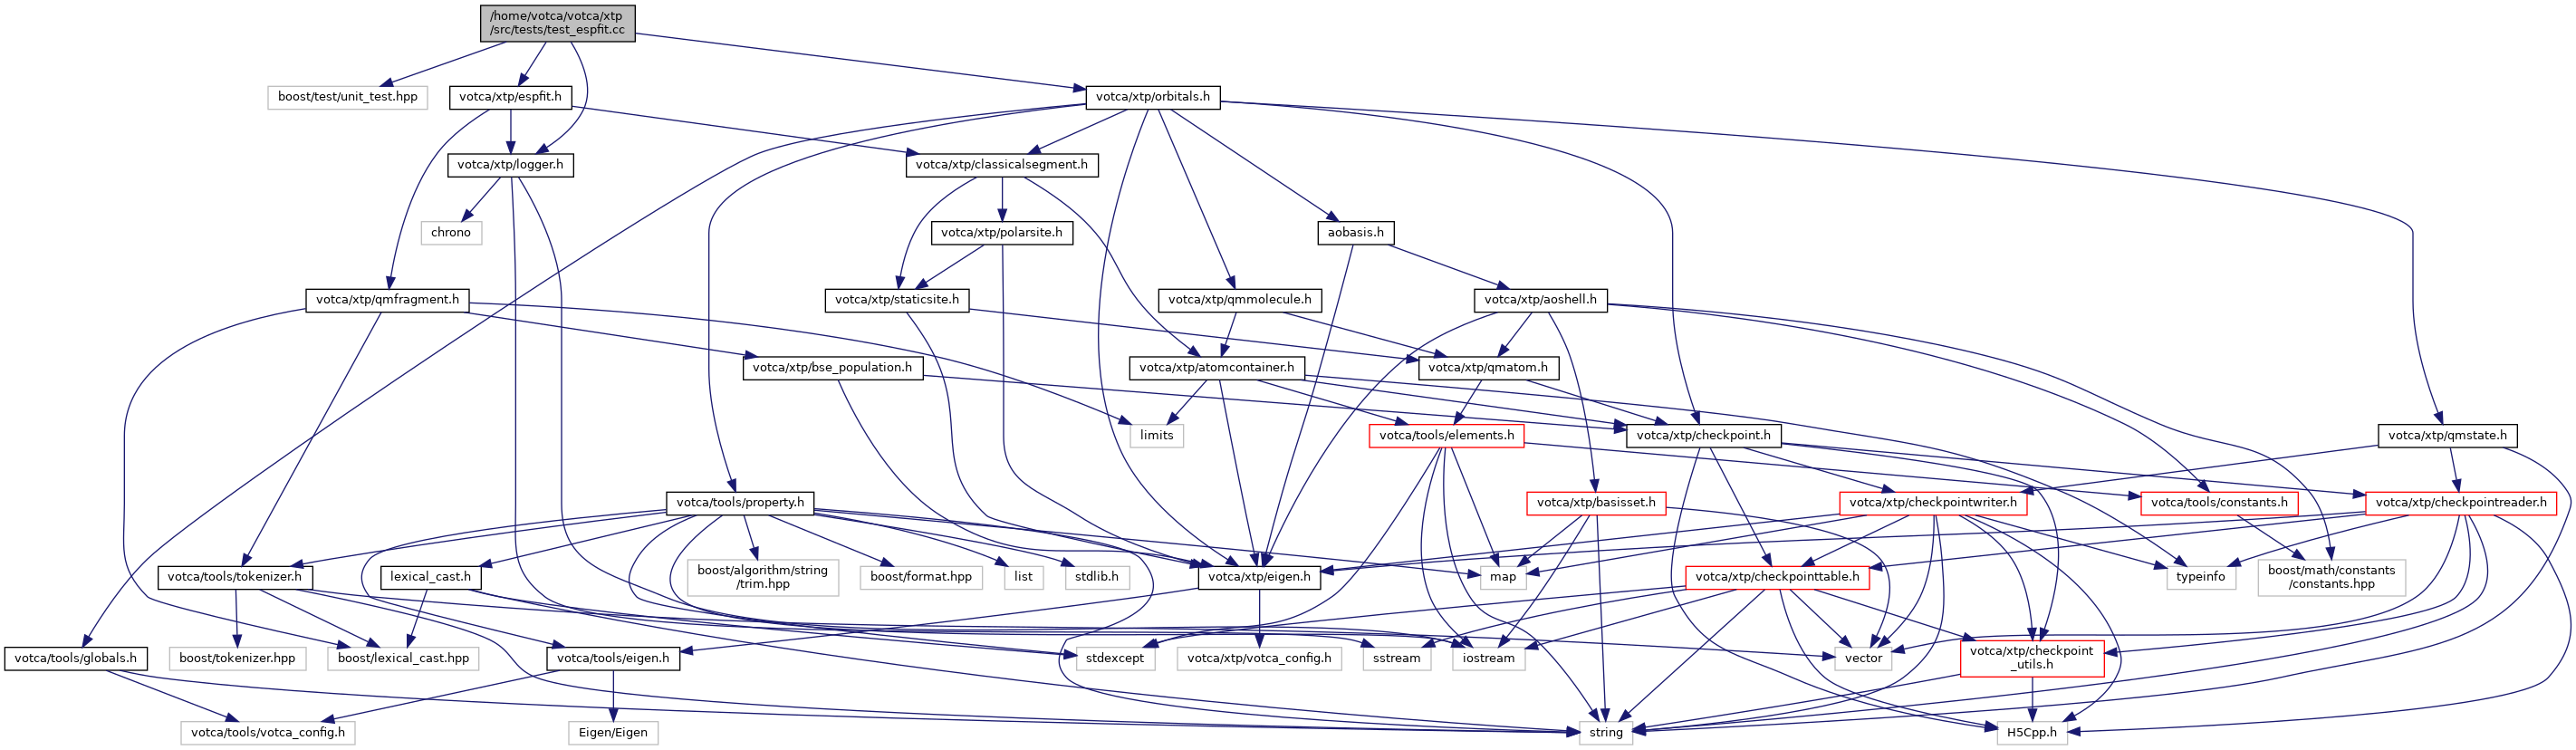 /home/votca/votca/xtp
/src/tests/test_espfit.cc
boost/test/unit_test.hpp
votca/xtp/espfit.h
votca/xtp/orbitals.h
votca/xtp/logger.h
votca/xtp/classicalsegment.h
chrono
votca/xtp/polarsite.h
aobasis.h
votca/xtp/qmfragment.h
votca/xtp/staticsite.h
votca/xtp/qmmolecule.h
votca/xtp/aoshell.h
votca/xtp/bse_population.h
votca/xtp/atomcontainer.h
votca/xtp/qmatom.h
limits
votca/tools/elements.h
votca/xtp/checkpoint.h
votca/xtp/qmstate.h
votca/tools/property.h
votca/xtp/basisset.h
votca/xtp/checkpointwriter.h
votca/tools/constants.h
votca/xtp/checkpointreader.h
votca/tools/tokenizer.h
lexical_cast.h
boost/algorithm/string
/trim.hpp
boost/format.hpp
list
stdlib.h
votca/xtp/eigen.h
map
votca/xtp/checkpointtable.h
typeinfo
boost/math/constants
/constants.hpp
votca/tools/globals.h
boost/tokenizer.hpp
boost/lexical_cast.hpp
votca/tools/eigen.h
stdexcept
votca/xtp/votca_config.h
sstream
iostream
vector
votca/xtp/checkpoint
_utils.h
votca/tools/votca_config.h
Eigen/Eigen
string
H5Cpp.h